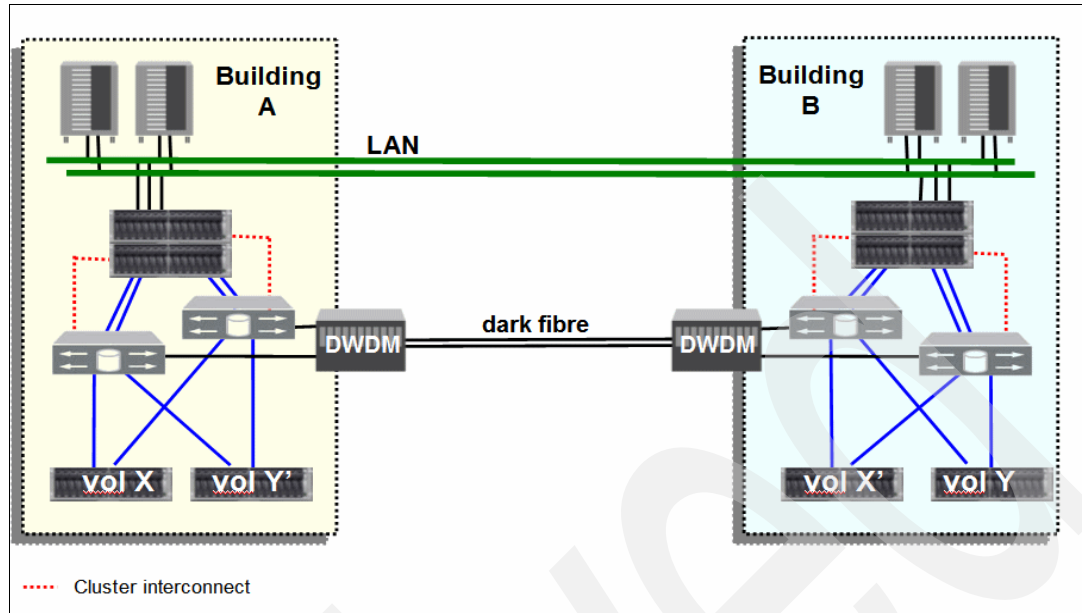 Building
A
Building
B
LAN
DWDM
dark fibre
DWDM
vol X
vol Y’
vol X’
vol Y
Cluster interconnect